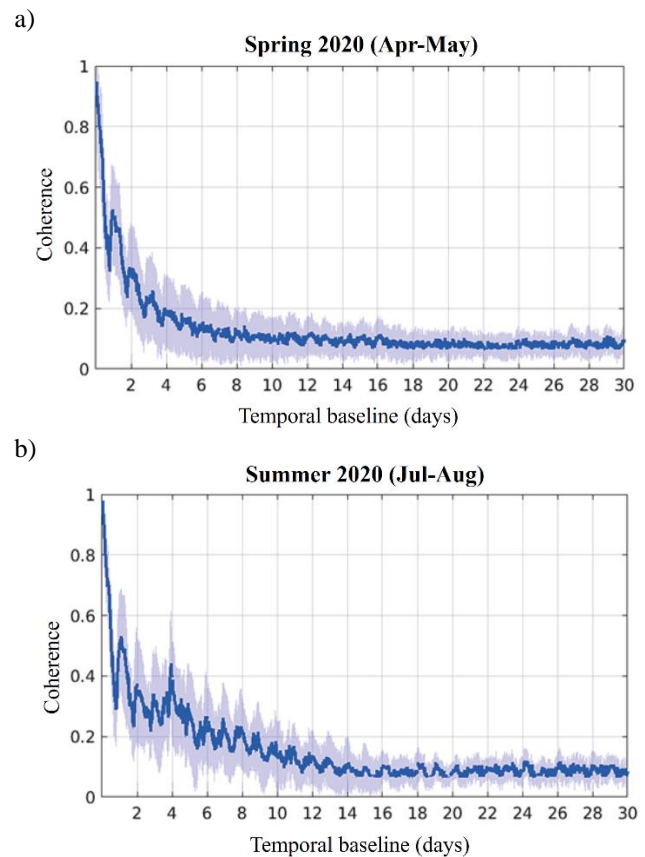 a)
Spring 2020 (Apr-May)
1
0.8
0.6
0.4
0.2
0
Coherence
2 4 6 8 10 12 14 16 18 20 22 24 26 28 30
Temporal baseline (days)
b)
Summer 2020 (Jul-Aug)
1
0.8
0.6
0.4
0.2
0
Coherence
2 4 6 8 10 12 14 16 18 20 22 24 26 28 30
Temporal baseline (days)